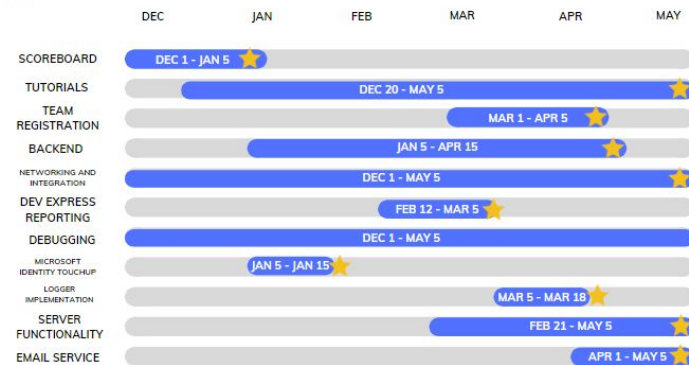 DEC JAN FEB MAR APR MAY
SCOREBOARD DEC 1 - JAN 5
TUTORIALS DEC 20 - MAY 5
TEAM
REGISTRATION MAR 1 - APR 5
BACKEND JAN 5 - APR 15
NETWORKING AND
INTEGRATION DEC 1 - MAY 5
DEV EXPRESS
REPORTING FEB 12 - MAR 5
DEBUGGING DEC 1 - MAY 5
MICROSOFT
IDENTITY TOUCHUP JAN 5 - JAN 15
LOGGER
IMPLEMENTATION MAR 5 - MAR 18
SERVER
FUNCTIONALITY FEB 21 - MAY 5
EMAIL SERVICE APR 1 - MAY 5